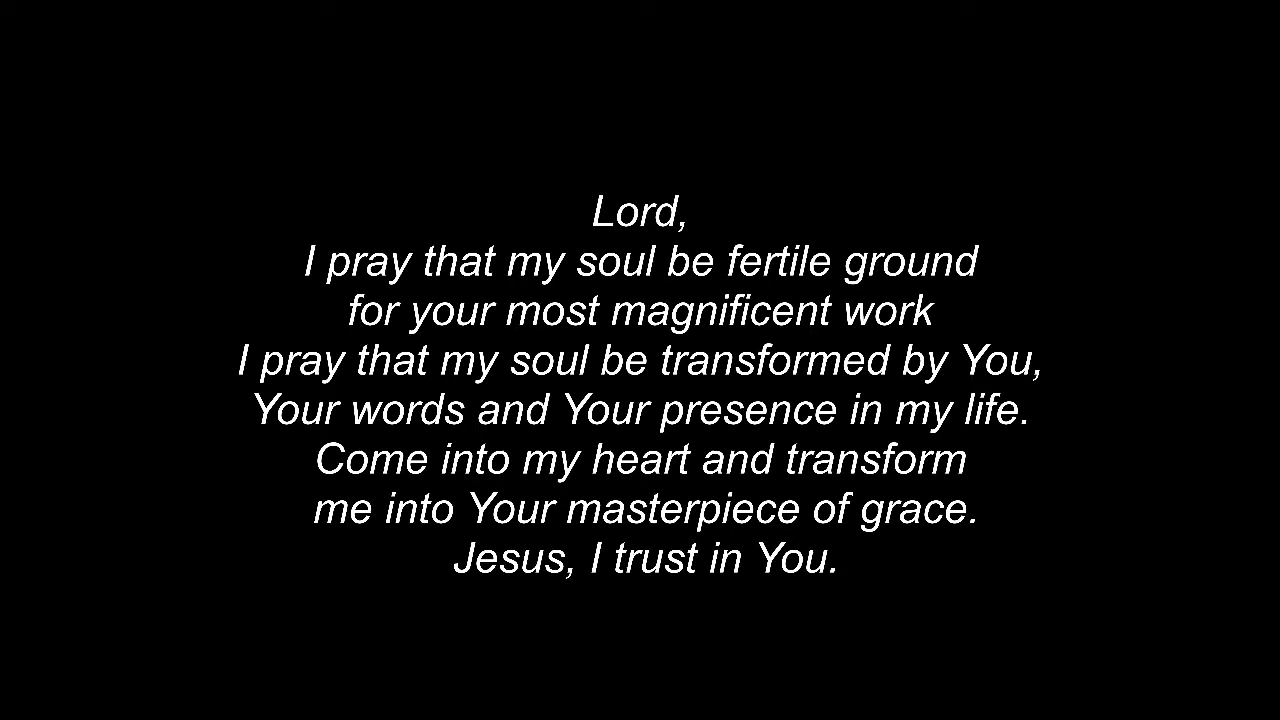 Lord,
I pray that my soul be fertile ground
for your most magnificent work
I pray that my soul be transformed by You,
Your words and Your presence in my life.
Come into my heart and transform
me into Your masterpiece of grace.
Jesus, I trust in You.